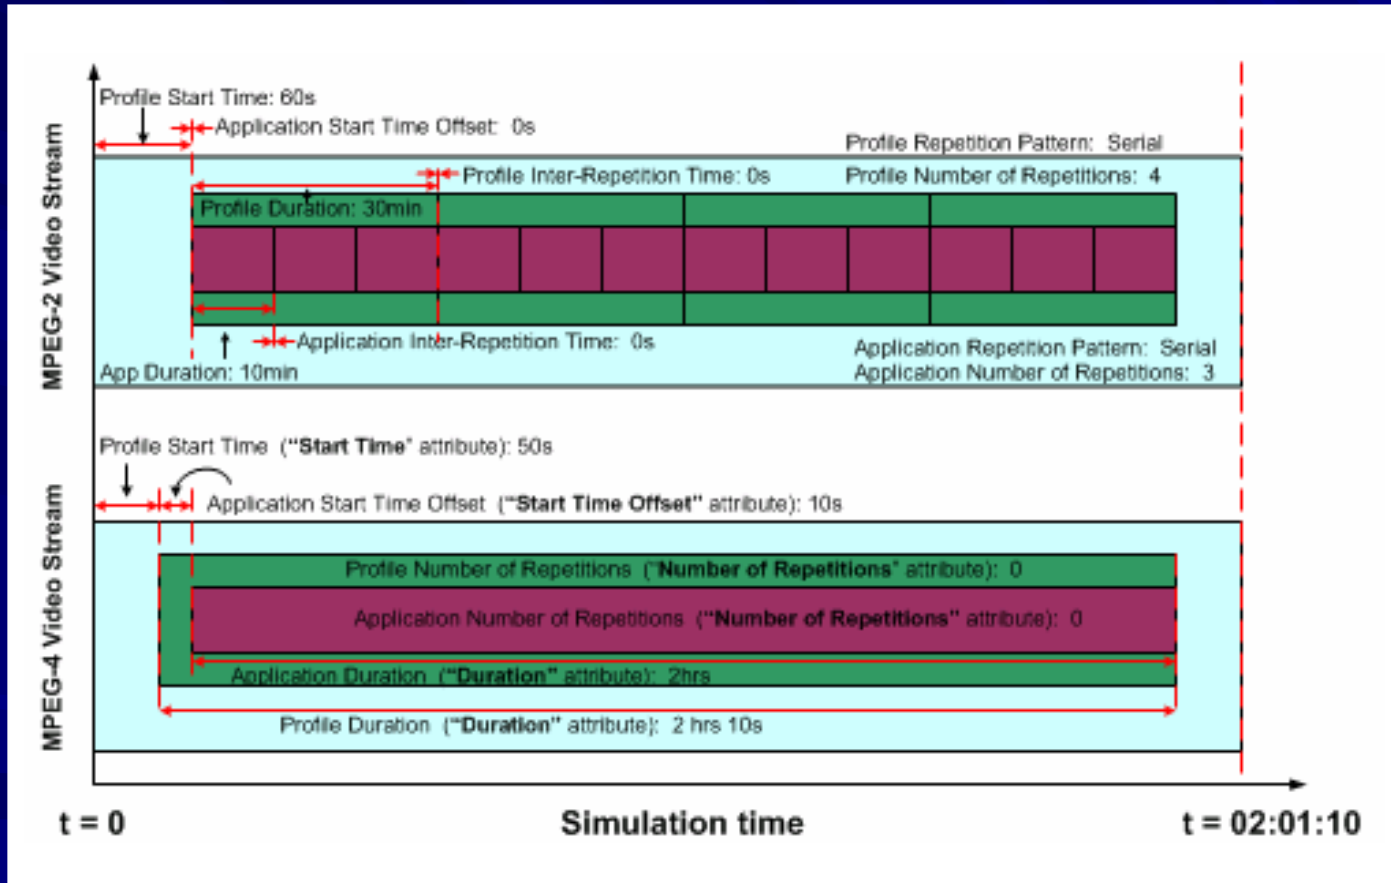 Profile Start Time: 60s
Application Start Time Offset: 0s
Profile Repetition Pattern: Serial
Profile Inter-Repetition Time: 0s
Profile Number of Repetitions: 4
Profile Duration: 30min
MPEG-2 Video Stream
Application Inter-Repetition Time: 0s
Application Repetition Pattern: Serial
App Duration: 10min
Application Number of Repetitions: 3
Profile Start Time (“Start Time” attribute): 50s
Application Start Time Offset (“Start Time Offset” attribute): 10s
MPEG-4 Video Stream
Profile Number of Repetitions (“Number of Repetitions” attribute): 0
Application Number of Repetitions (“Number of Repetitions” attribute): 0
Application Duration (“Duration” attribute): 2hrs
Profile Duration (“Duration” attribute): 2 hrs 10s
t = 0
Simulation time
t = 02:01:10